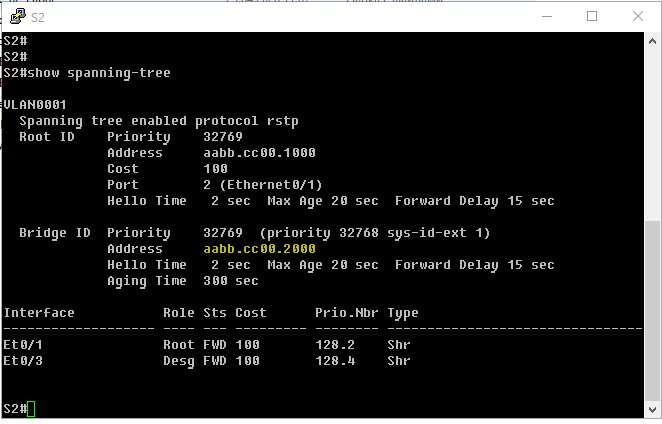 S2
S2#
S2#
S2#show spanning-tree
VLAN0001
  Spanning tree enabled protocol rstp
  Root ID    Priority    32769
             Address     aabb.cc00.1000
             Cost        100
             Port        2 (Ethernet0/1)
             Hello Time   2 sec  Max Age 20 sec  Forward Delay 15 sec
  Bridge ID  Priority    32769  (priority 32768 sys-id-ext 1)
             Address     aabb.cc00.2000
             Hello Time   2 sec  Max Age 20 sec  Forward Delay 15 sec
             Aging Time  300 sec
Interface           Role Sts Cost      Prio.Nbr Type
------------------- ---- --- --------- -------- --------------------------------
Et0/1               Root FWD 100       128.2    Shr
Et0/3               Desg FWD 100       128.4    Shr
S2#